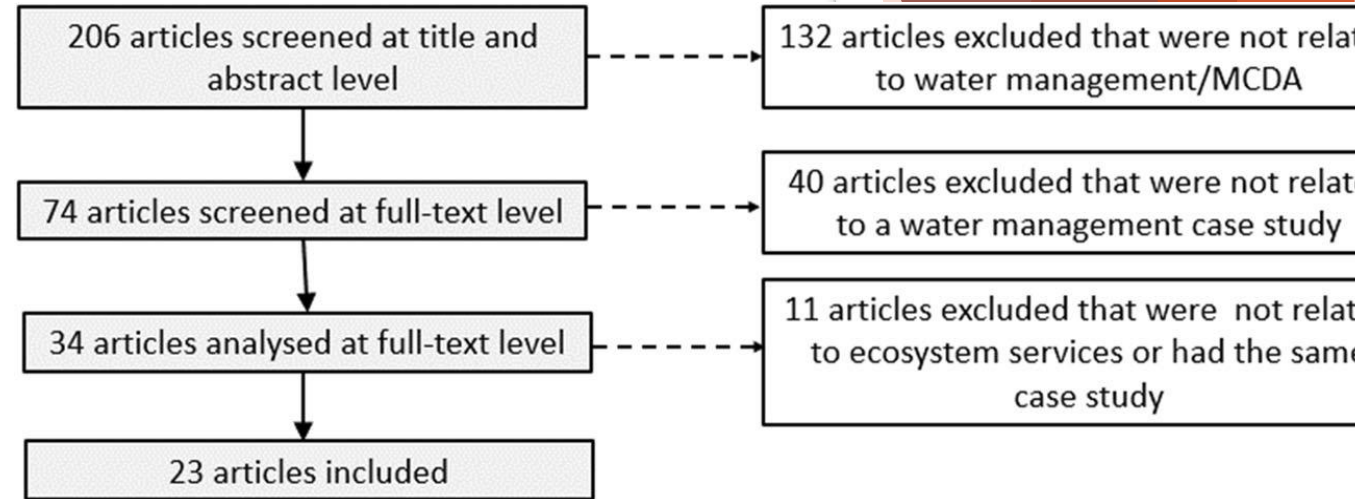 206 articles screened at title and
abstract level
132 articles excluded that were not
to water management/MCDA
74 articles screened at full-text level
40 articles excluded that were not
to a water management case study
34 articles analysed at full-text level
11 articles excluded that were not
to ecosystem services or had the same
case study
23 articles included